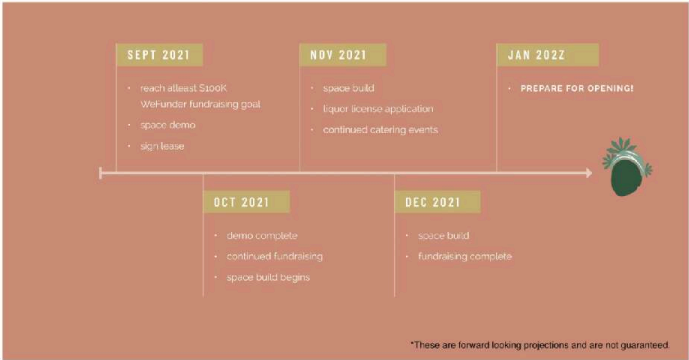 SEPT 2021
reach atleast $100K
WeFunder fundraising goal
space demo
sign lease
NOV 2021
space build
liquor license application
continued catering events
JAN 202Z
PREPARE FOR OPENING!
OCT 2021
demo complete
continued fundraising
space build begins
DEC 2021
space build
fundraising complete
*These are forward looking projections and are not guaranteed.